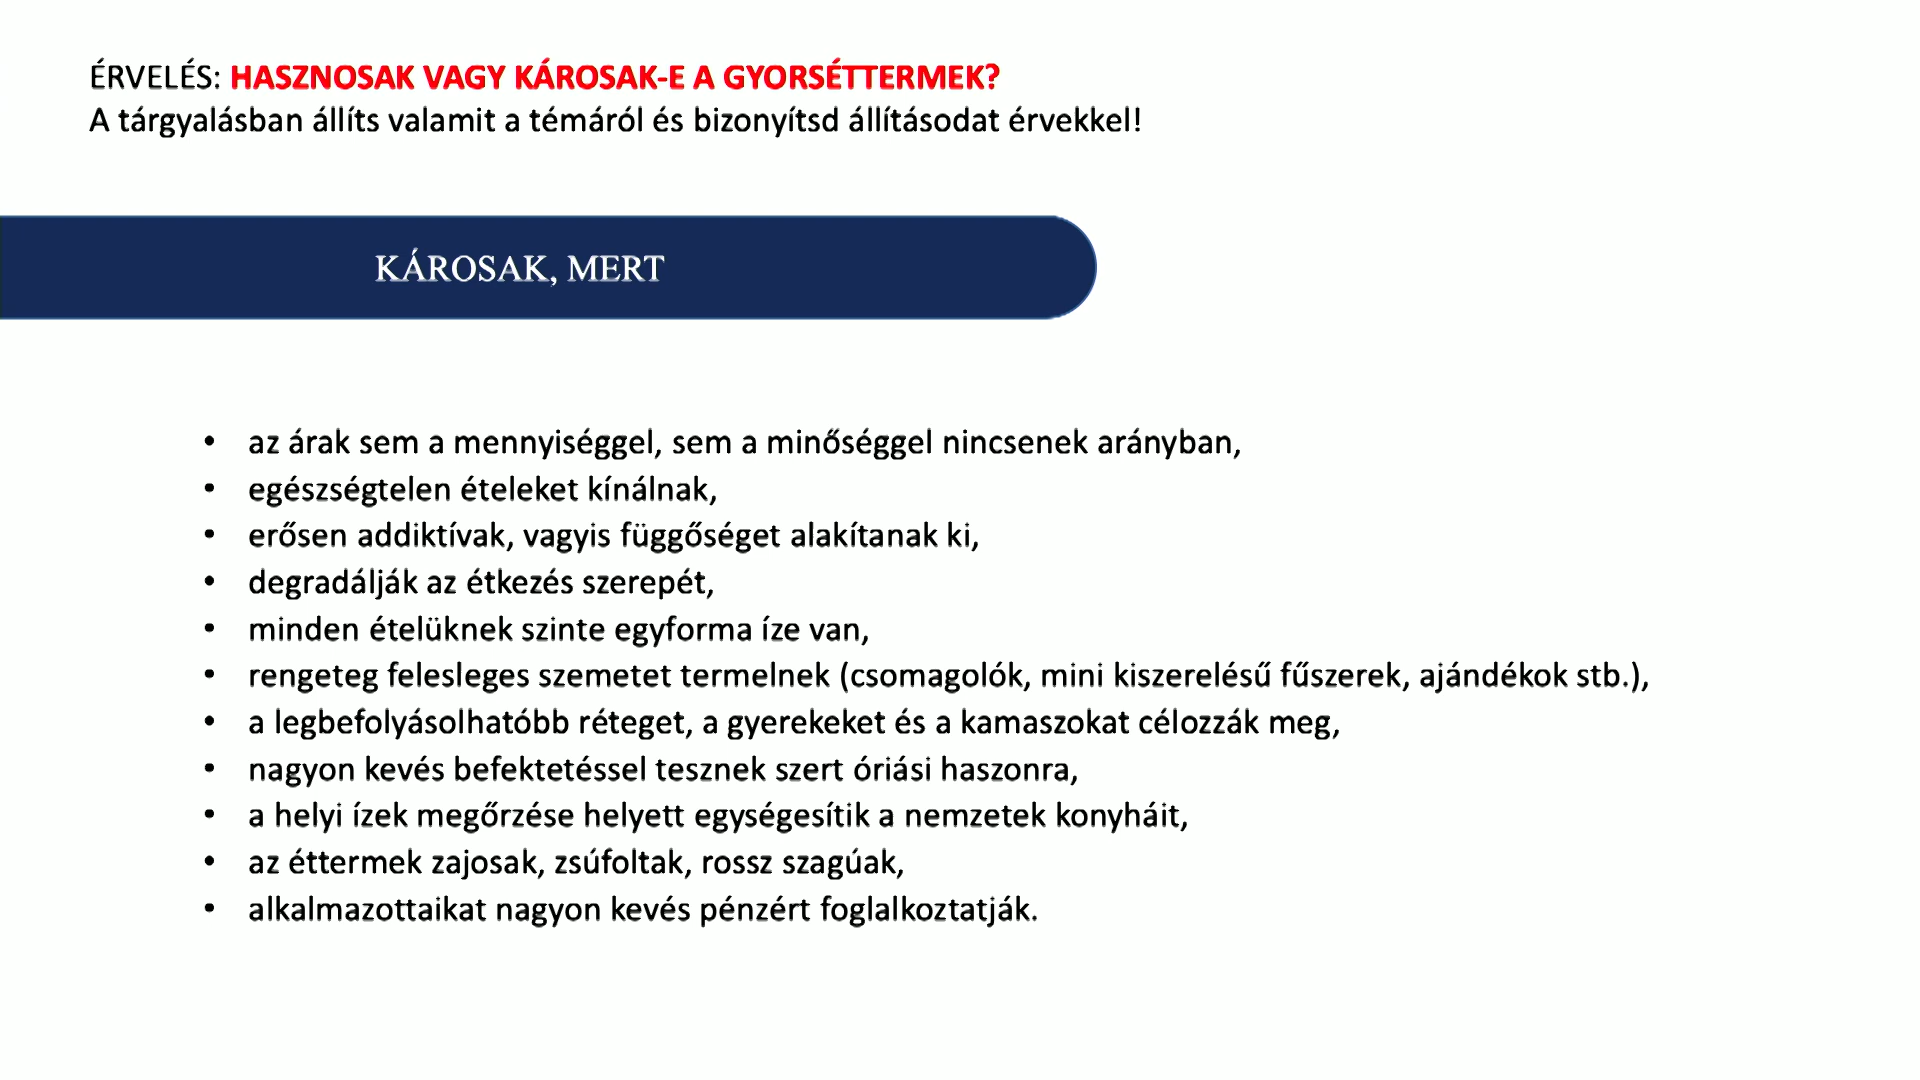 ÉRVELÉS: HASZNOSAK VAGY KÁROSAK-E A GYORSÉTTERMEK?
A tárgyalásban állíts valamit a témáról és bizonyítsd állításodat érvekkel!
KÁROSAK, MERT
• az árak sem a mennyiséggel, sem a minőséggel nincsenek arányban,
• egészségtelen ételeket kínálnak,
• erősen addiktívak, vagyis függőséget alakítanak ki,
• degradálják az étkezés szerepét,
• minden ételüknek szinte egyforma íze van,
• rengeteg felesleges szemetet termelnek (csomagolók, mini kiszerelésű fűszerek, ajándékok stb.),
• a legbefolyásolhatóbb réteget, a gyerekeket és a kamaszokat célozzák meg,
• nagyon kevés befektetéssel tesznek szert óriási haszonra,
• a helyi ízek megőrzése helyett egységesítik a nemzetek konyháit,
• az éttermek zajosak, zsúfoltak, rossz szagúak,
• alkalmazottaikat nagyon kevés pénzért foglalkoztatják.